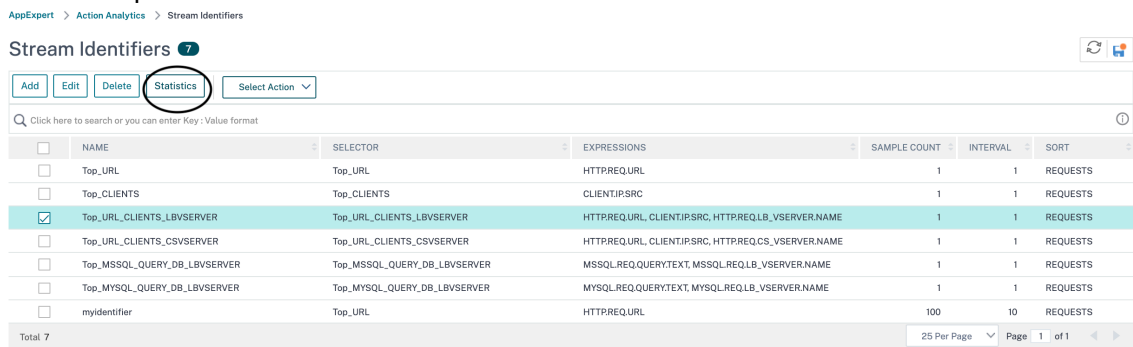 AppExpert > Action Analytics > Stream Identifiers
Stream Identifiers 7
Add Edit Delete Statistics Select Action
Click here to search or you can enter Key : Value format
NAME SELECTOR EXPRESSIONS SAMPLE COUNT INTERVAL SORT
Top_URL Top_URL HTTP.REQ.URL 1 1 REQUESTS
Top_CLIENTS Top_CLIENTS CLIENT.IP.SRC 1 1 REQUESTS
Top_URL_CLIENTS_LBVSERVER Top_URL_CLIENTS_LBVSERVER HTTP.REQ.URL, CLIENT.IP.SRC, HTTP.REQ.LB_VSERVER.NAME 1 1 REQUESTS
Top_URL_CLIENTS_CSVSERVER Top_URL_CLIENTS_CSVSERVER HTTP.REQ.URL, CLIENT.IP.SRC, HTTP.REQ.CS_VSERVER.NAME 1 1 REQUESTS
Top_MSSQL_QUERY_DB_LBVSERVER Top_MSSQL_QUERY_DB_LBVSERVER MSSQL.REQ.QUERY.TEXT, MSSQL.REQ.LB_VSERVER.NAME 1 1 REQUESTS
Top_MYSQL_QUERY_DB_LBVSERVER Top_MYSQL_QUERY_DB_LBVSERVER MYSQL.REQ.QUERY.TEXT, MYSQL.REQ.LB_VSERVER.NAME 1 1 REQUESTS
myidentifier Top_URL HTTP.REQ.URL 100 10 REQUESTS
Total 7 25 Per Page Page 1 of 1